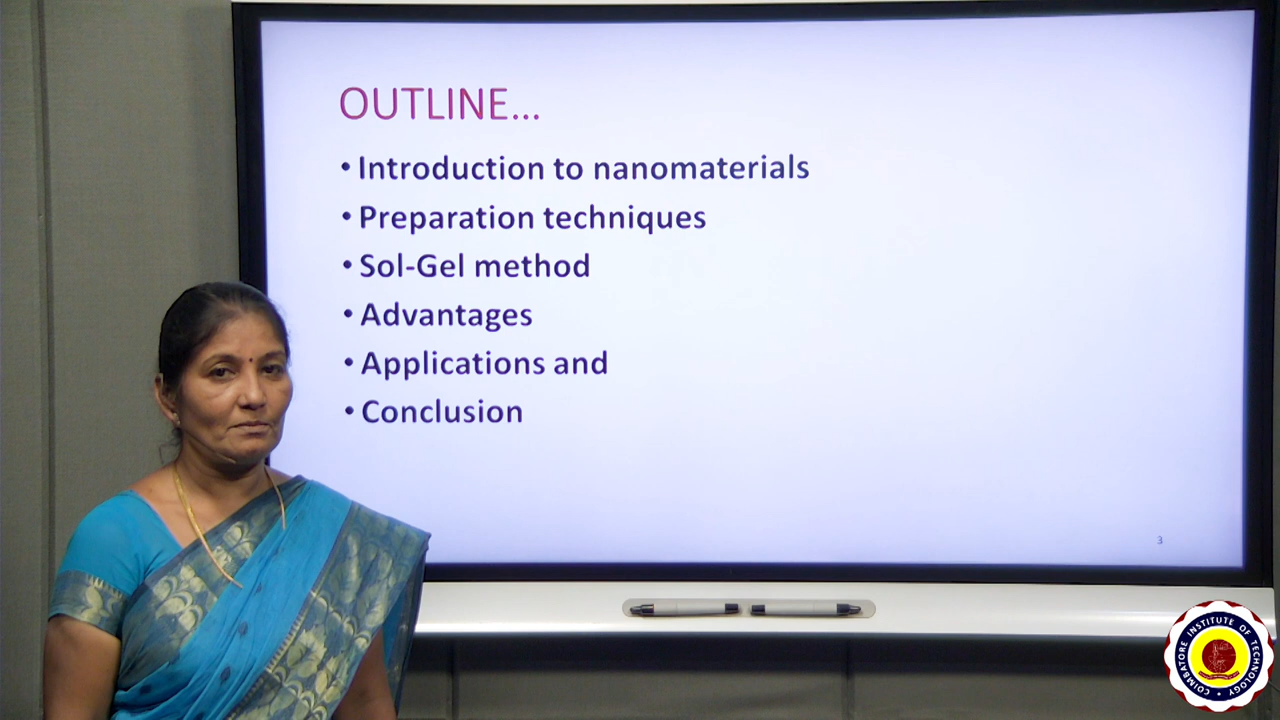 OUTLINE...
• Introduction to nanomaterials
• Preparation techniques
• Sol-Gel method
• Advantages
• Applications and
• Conclusion
3
COIMBATORE INSTITUTE OF TECHNOLOGY